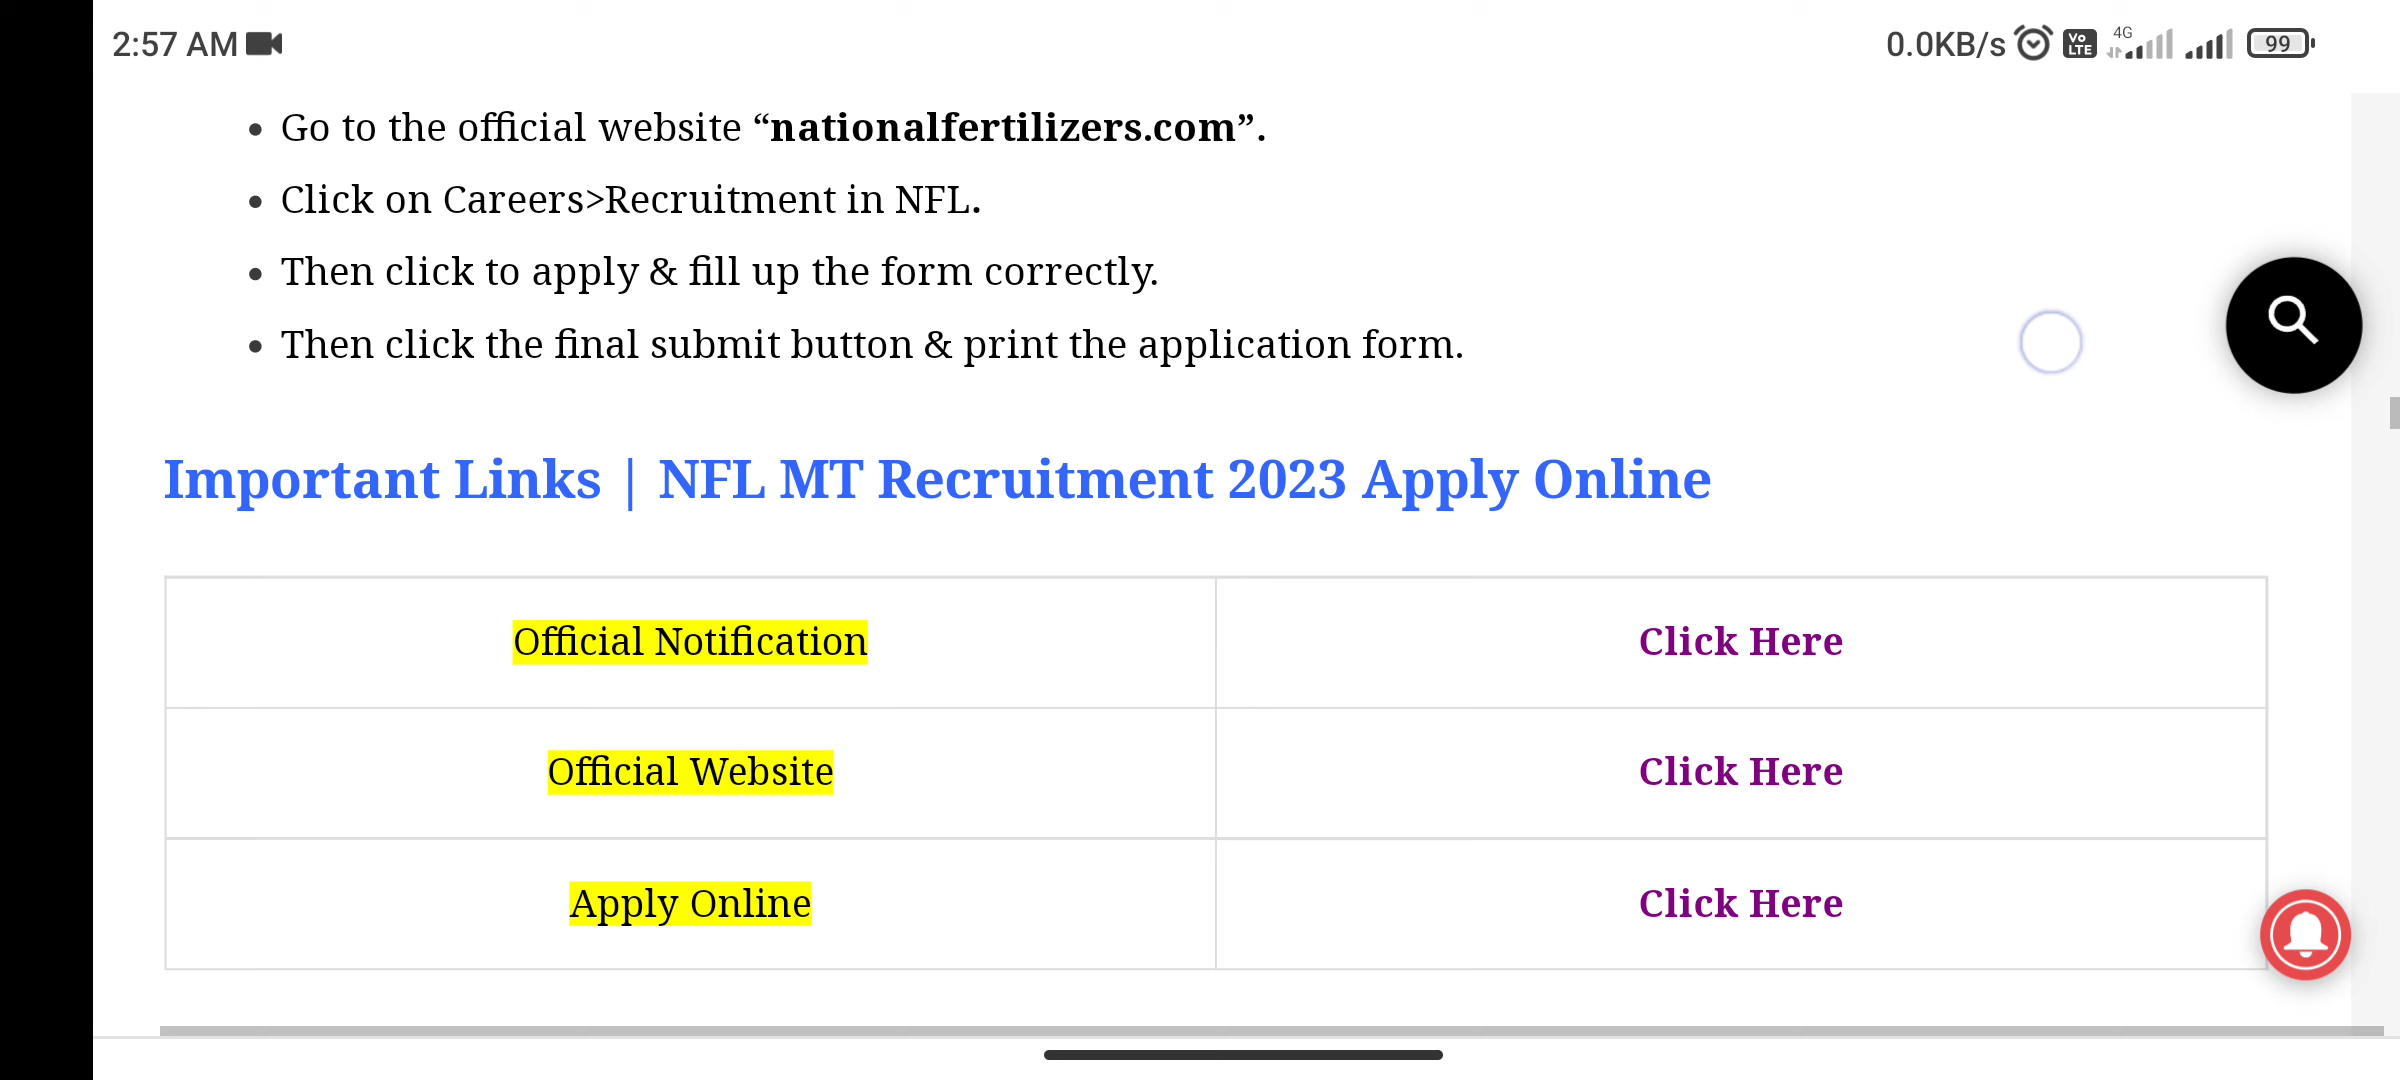 2:57 AM
0.0KB/s Vo LTE 4G 99
• Go to the official website “nationalfertilizers.com”.
• Click on Careers>Recruitment in NFL.
• Then click to apply & fill up the form correctly.
• Then click the final submit button & print the application form.
Important Links | NFL MT Recruitment 2023 Apply Online
Official Notification Click Here
Official Website Click Here
Apply Online Click Here